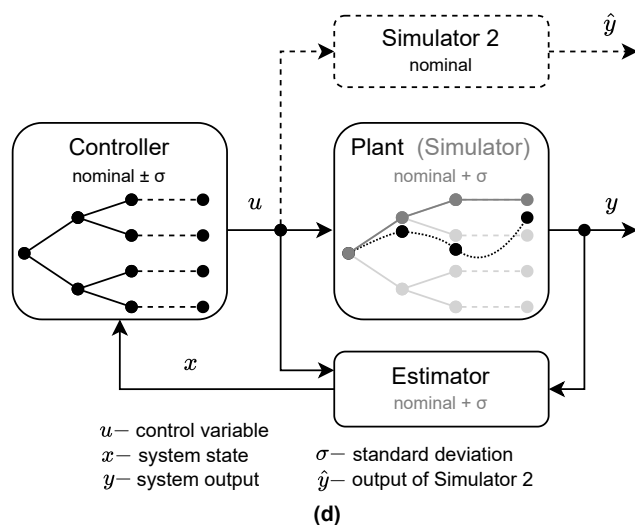 Simulator 2
nominal
ŷ
Controller
nominal ± σ
u
Plant (Simulator)
nominal + σ
y
x
Estimator
nominal + σ
u– control variable
x– system state
y– system output
σ– standard deviation
ŷ– output of Simulator 2
(d)